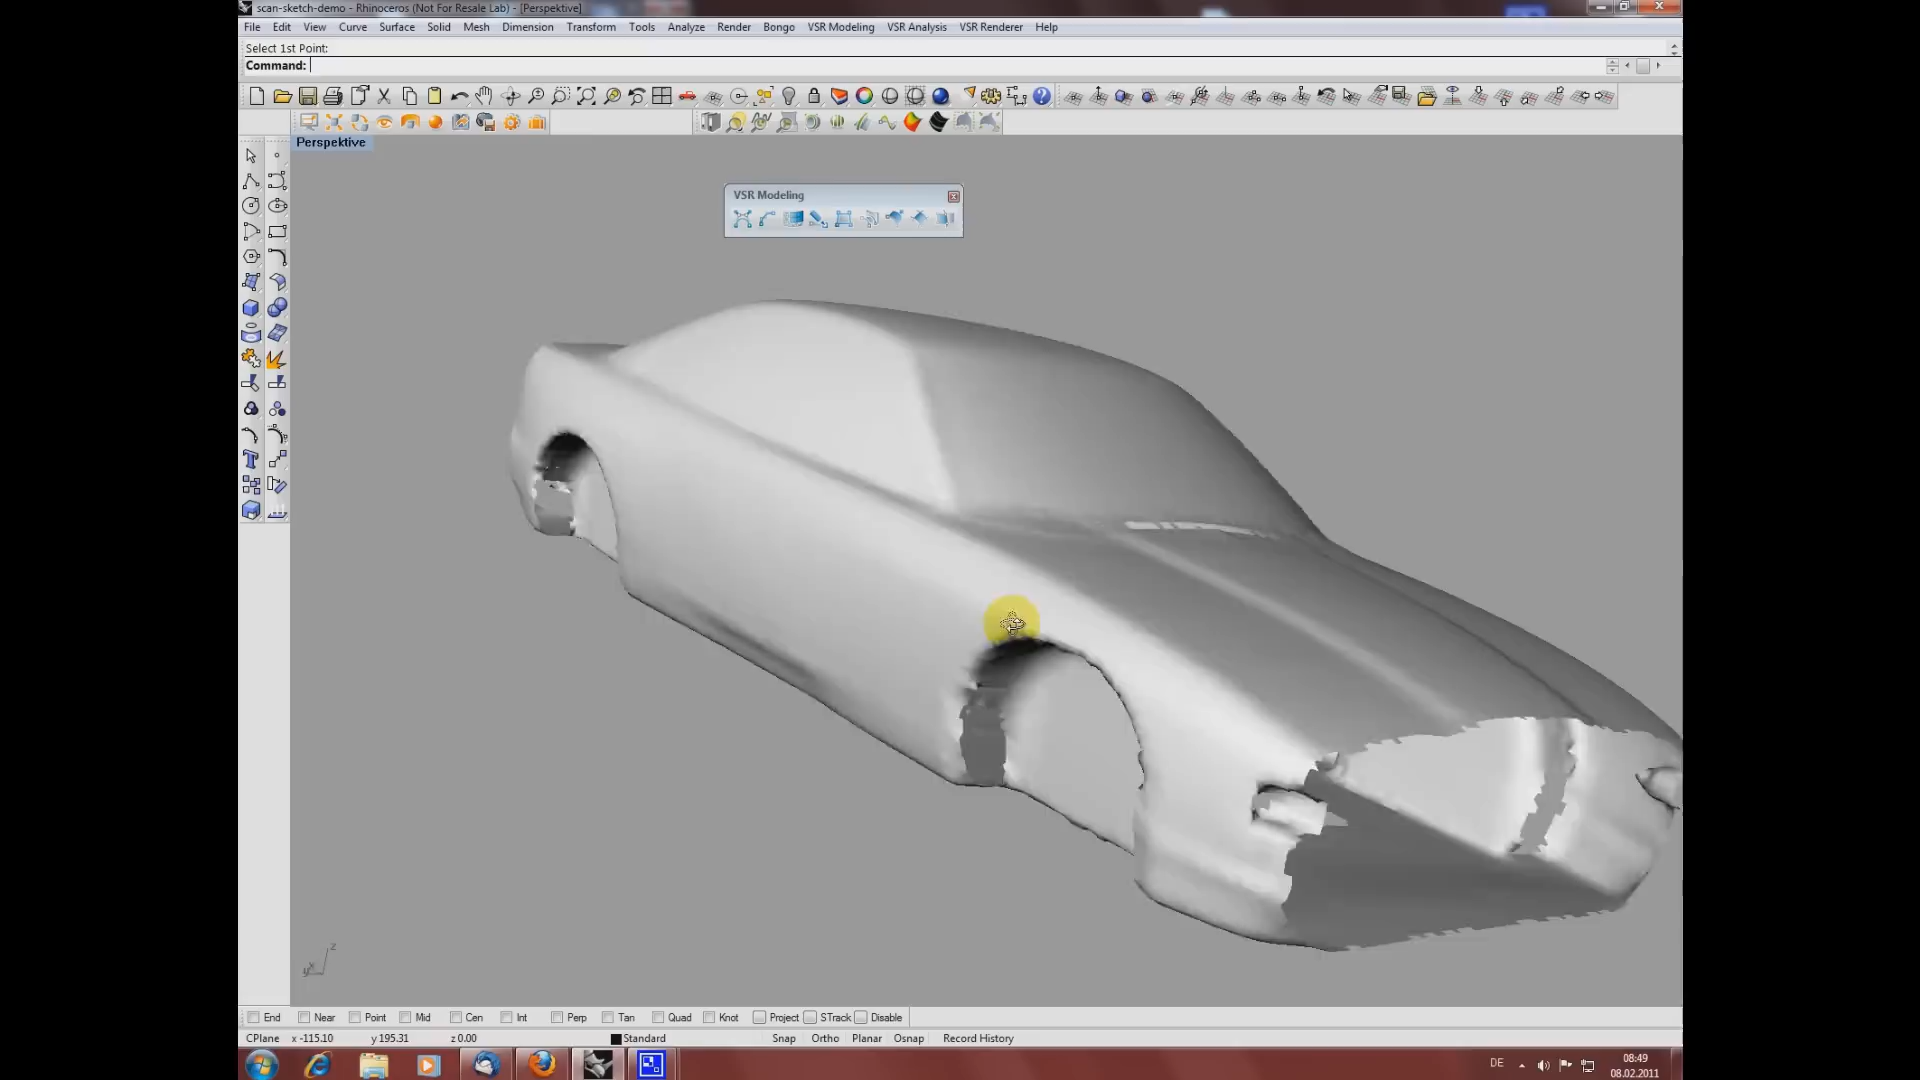 scan-sketch-demo - Rhinoceros (Not For Resale Lab) - [Perspektive]
File Edit View Curve Surface Solid Mesh Dimension Transform Tools Analyze Render Bongo VSR Modeling VSR Analysis VSR Renderer Help
Select 1st Point:
Command:
Perspektive
VSR Modeling
z
y x
End Near Point Mid Cen Int Perp Tan Quad Knot Project STrack Disable
CPlane x -115.10 y 195.31 z 0.00 Standard Snap Ortho Planar Osnap Record History
DE 08:49
08.02.2011